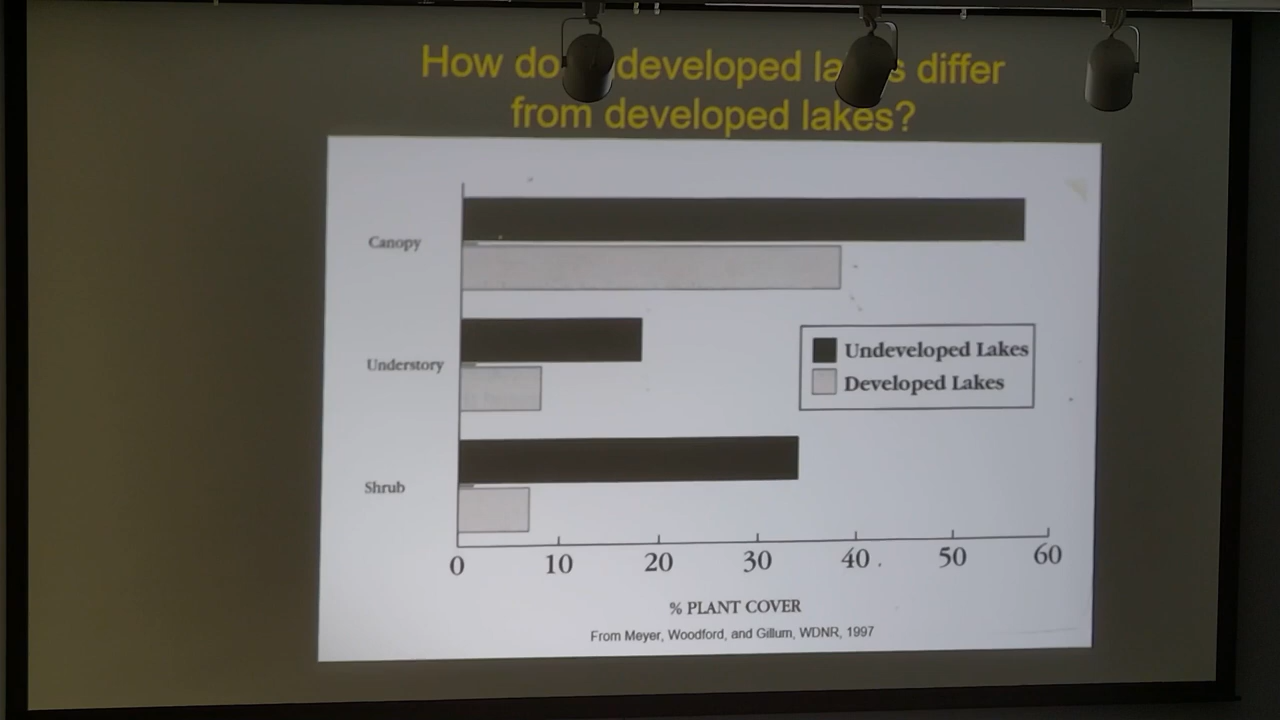 How do developed differ
from developed lakes?
Canopy
Understory
Shrub
Undeveloped Lakes
Developed Lakes
0 10 20 30 40 50 60
% PLANT COVER
From Meyer, Woodford, and Gillum, WDNR, 1997